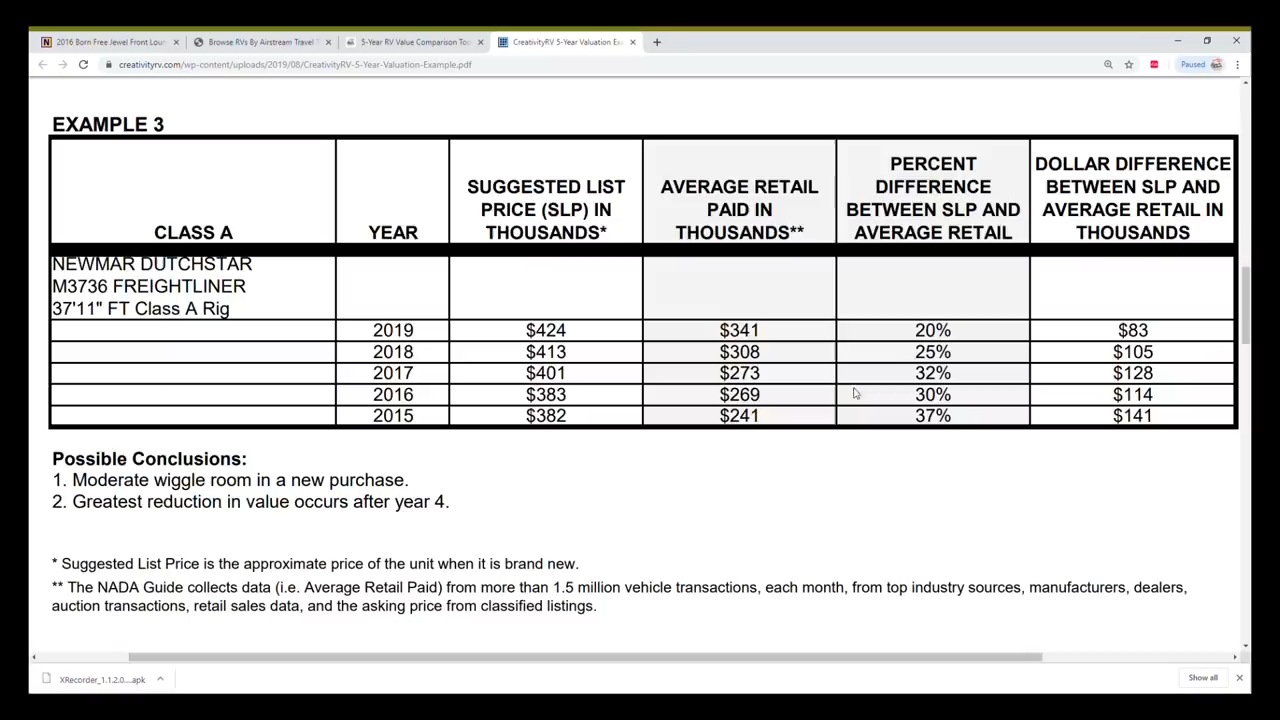 2016 Born Free Jewel Front Lou
Browse RVs By Airstream Travel T
5-Year RV Value Comparison Too
CreativityRV 5-Year Valuation Ex
creativityrv.com/wp-content/uploads/2019/08/CreativityRV-5-Year-Valuation-Example.pdf
Paused
EXAMPLE 3
CLASS A
YEAR
SUGGESTED LIST
PRICE (SLP) IN
THOUSANDS*
AVERAGE RETAIL
PAID IN
THOUSANDS**
PERCENT
DIFFERENCE
BETWEEN SLP AND
AVERAGE RETAIL
DOLLAR DIFFERENCE
BETWEEN SLP AND
AVERAGE RETAIL IN
THOUSANDS
NEWMAR DUTCHSTAR
M3736 FREIGHTLINER
37'11" FT Class A Rig
2019 $424 $341 20% $83
2018 $413 $308 25% $105
2017 $401 $273 32% $128
2016 $383 $269 30% $114
2015 $382 $241 37% $141
Possible Conclusions:
1. Moderate wiggle room in a new purchase.
2. Greatest reduction in value occurs after year 4.
* Suggested List Price is the approximate price of the unit when it is brand new.
** The NADA Guide collects data (i.e. Average Retail Paid) from more than 1.5 million vehicle transactions, each month, from top industry sources, manufacturers, dealers,
auction transactions, retail sales data, and the asking price from classified listings.
XRecorder_1.1.2.0....apk
Show all